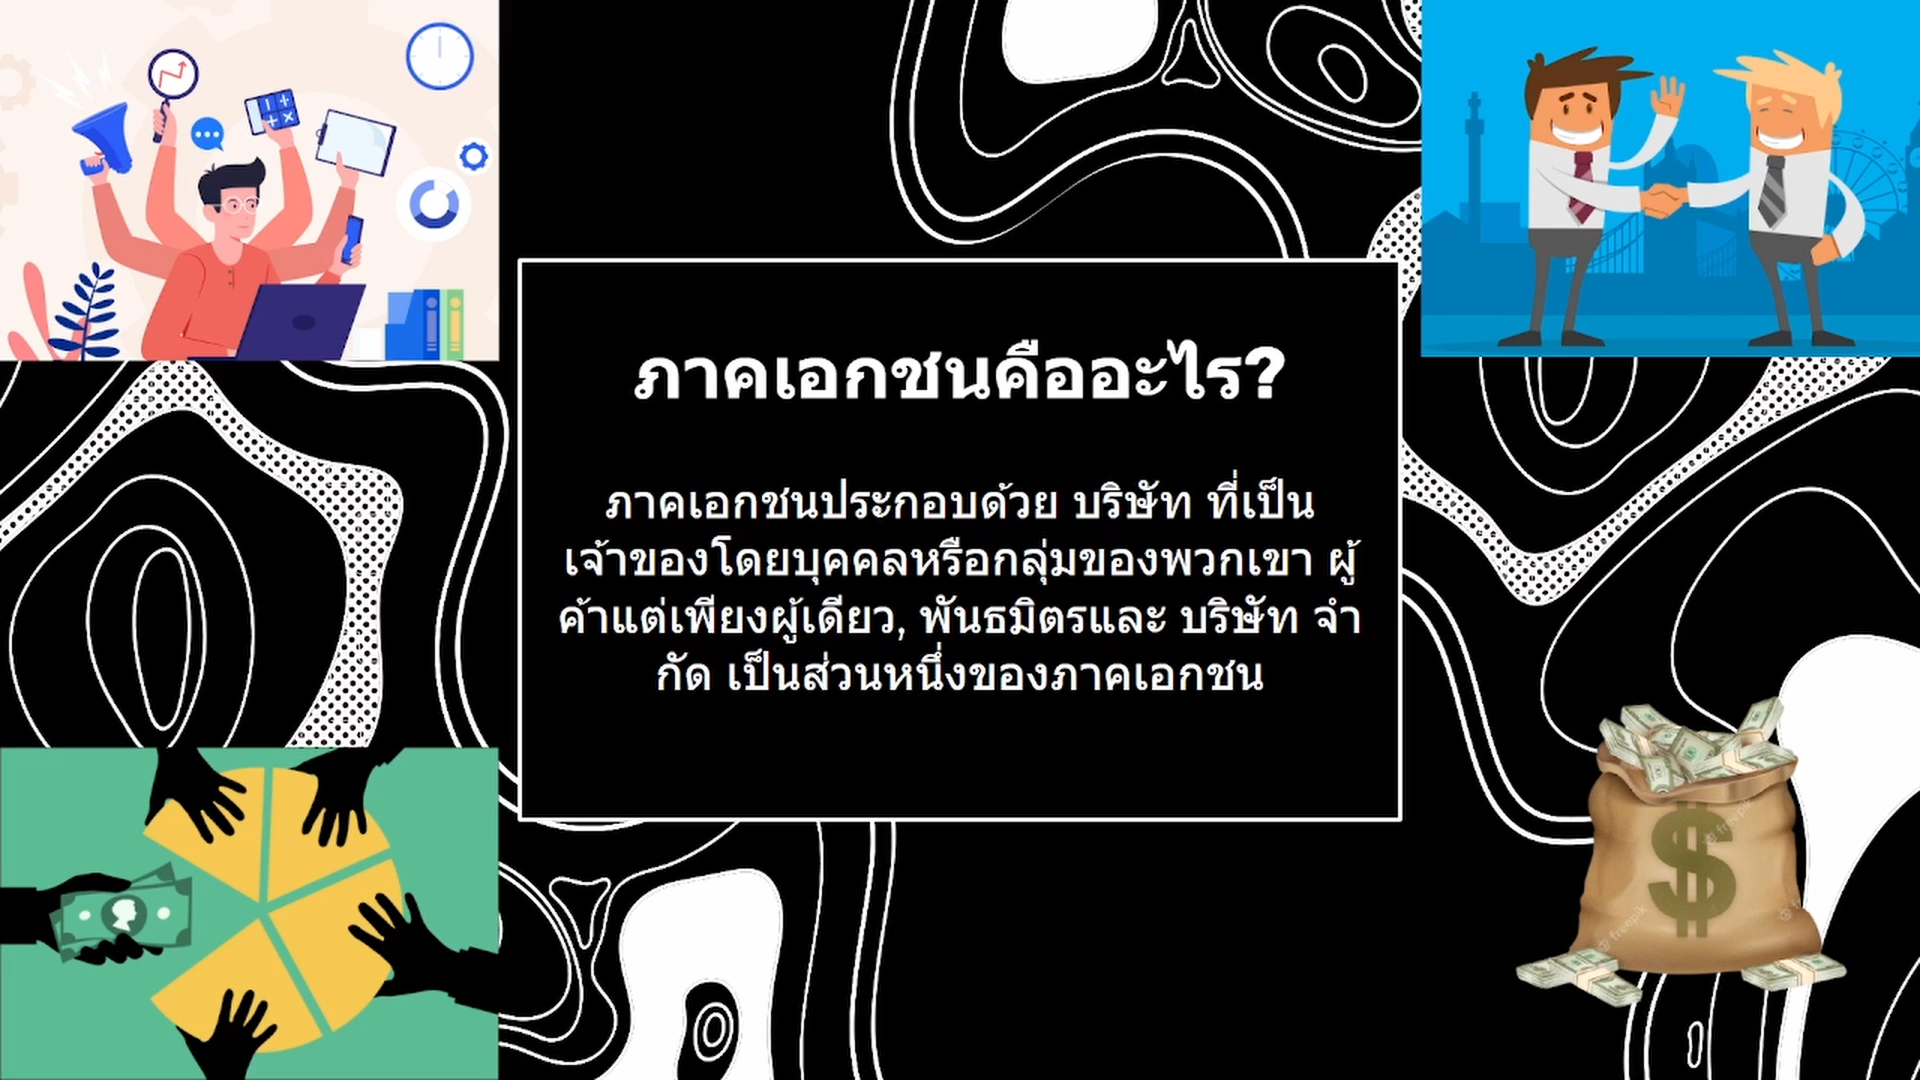 ภาคเอกชนคืออะไร?
ภาคเอกชนประกอบด้วย บริษัท ที่เป็น
เจ้าของโดยบุคคลหรือกลุ่มของพวกเขา ผู้
ค้าแต่เพียงผู้เดียว, พันธมิตรและ บริษัท จำ
กัด เป็นส่วนหนึ่งของภาคเอกชน
$
freepik
freepik